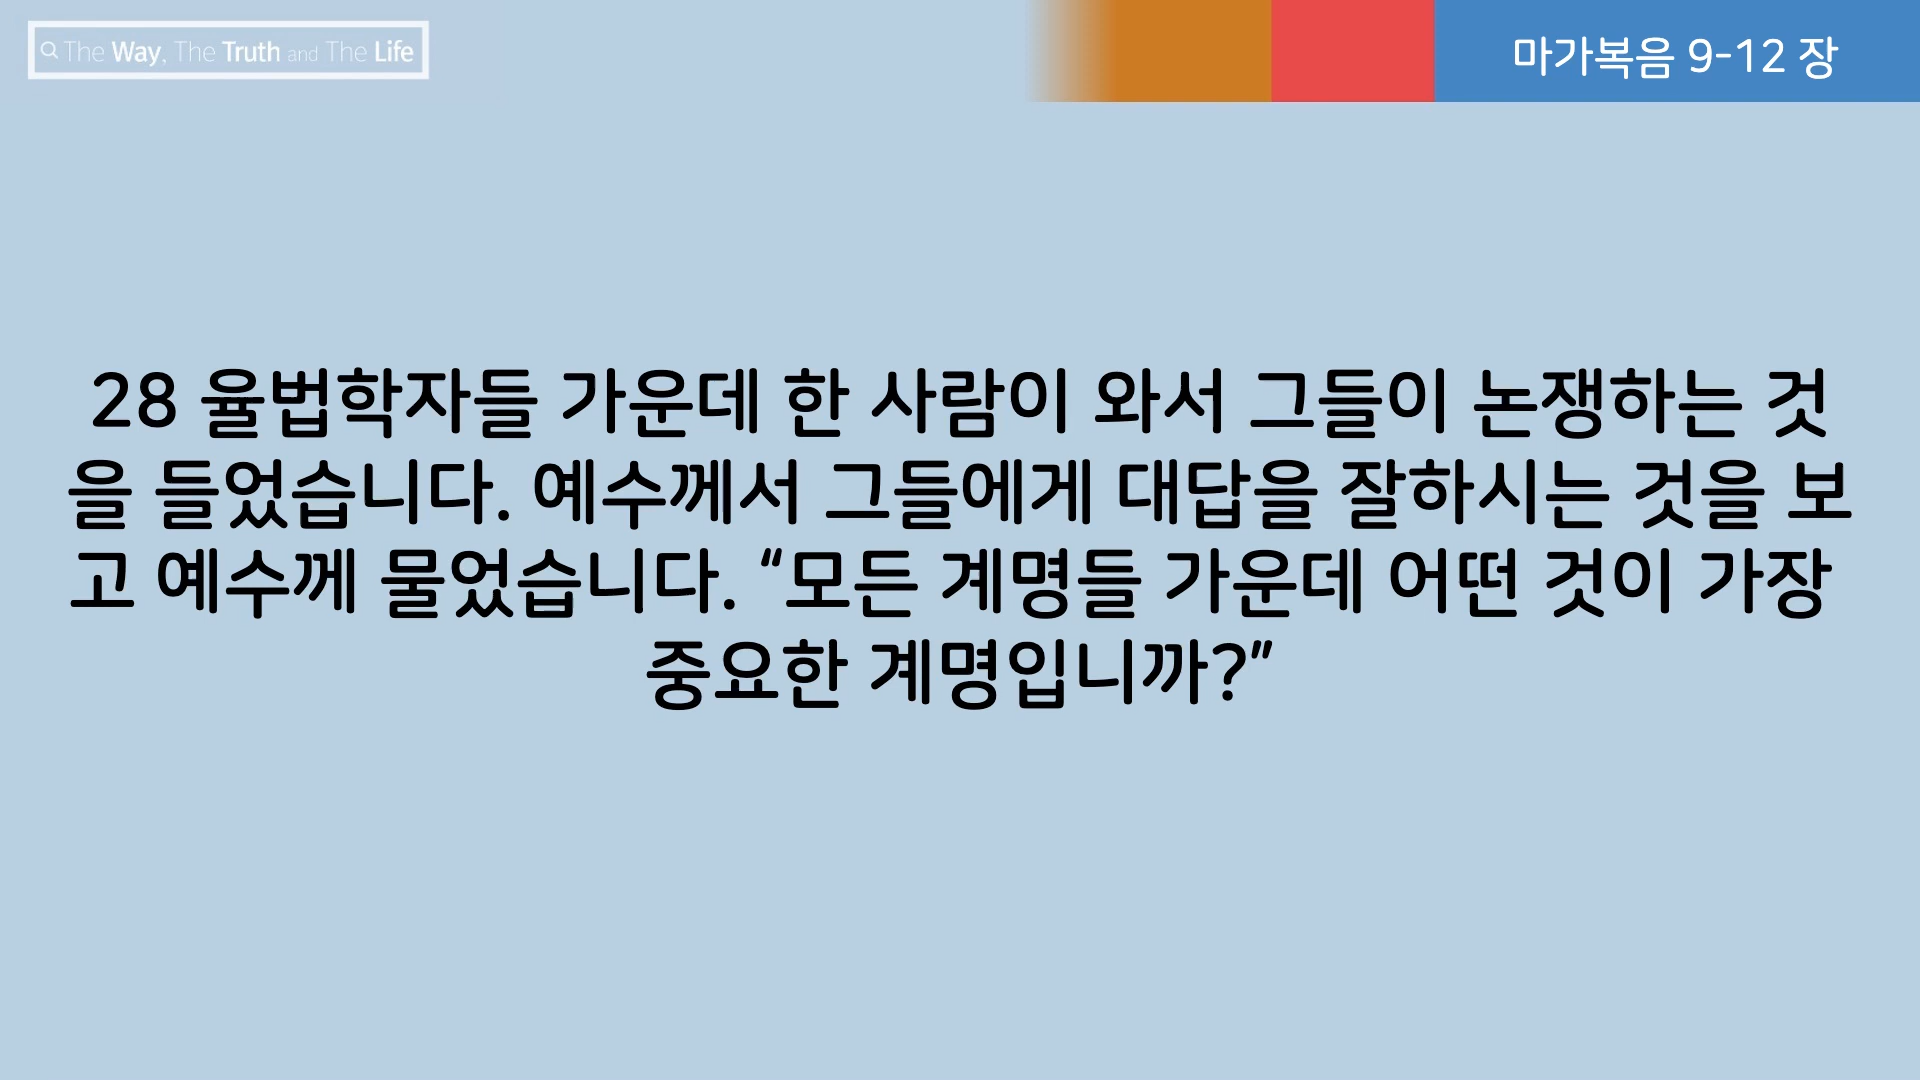 The Way, The Truth and The Life
마가복음 9-12 장
28 율법학자들 가운데 한 사람이 와서 그들이 논쟁하는 것
을 들었습니다. 예수께서 그들에게 대답을 잘하시는 것을 보
고 예수께 물었습니다. “모든 계명들 가운데 어떤 것이 가장
중요한 계명입니까?”